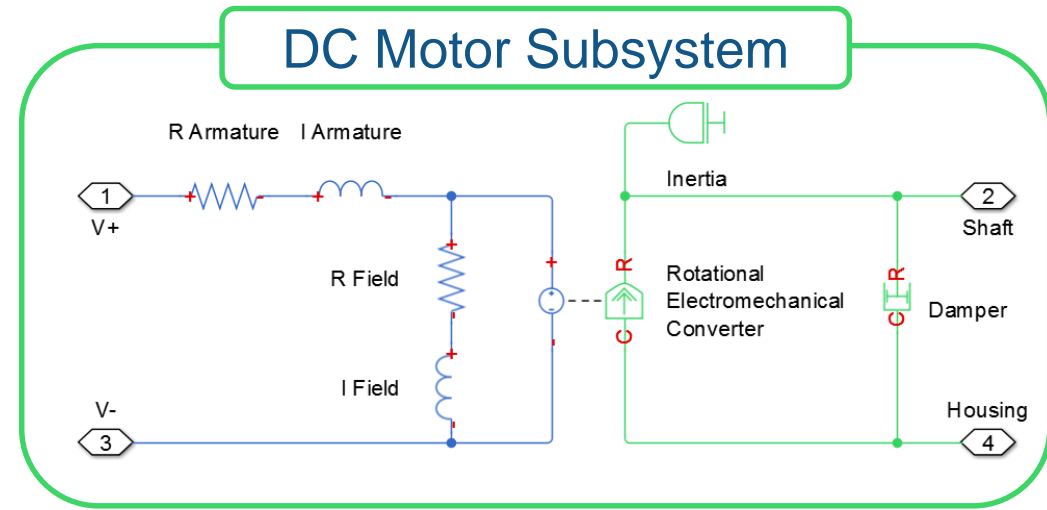 DC Motor Subsystem
R Armature
I Armature
1
V+
+
-
+
-
Inertia
2
Shaft
R Field
+
-
+
-
R
C
Rotational
Electromechanical
Converter
R
C
Damper
I Field
+
-
V-
3
Housing
4